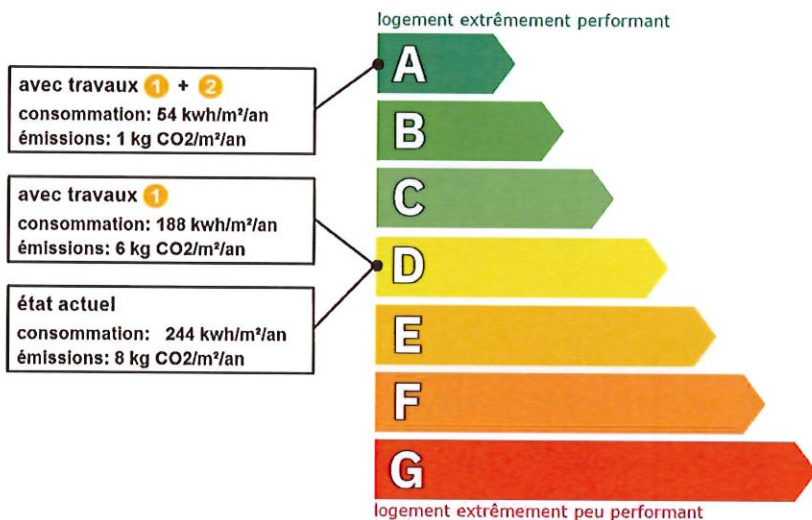 logement extrêmement performant
avec travaux 1 + 2
consommation: 54 kwh/m²/an
émissions: 1 kg CO2/m²/an
avec travaux 1
consommation: 188 kwh/m²/an
émissions: 6 kg CO2/m²/an
état actuel
consommation: 244 kwh/m²/an
émissions: 8 kg CO2/m²/an
A
B
C
D
E
F
G
logement extrêmement peu performant